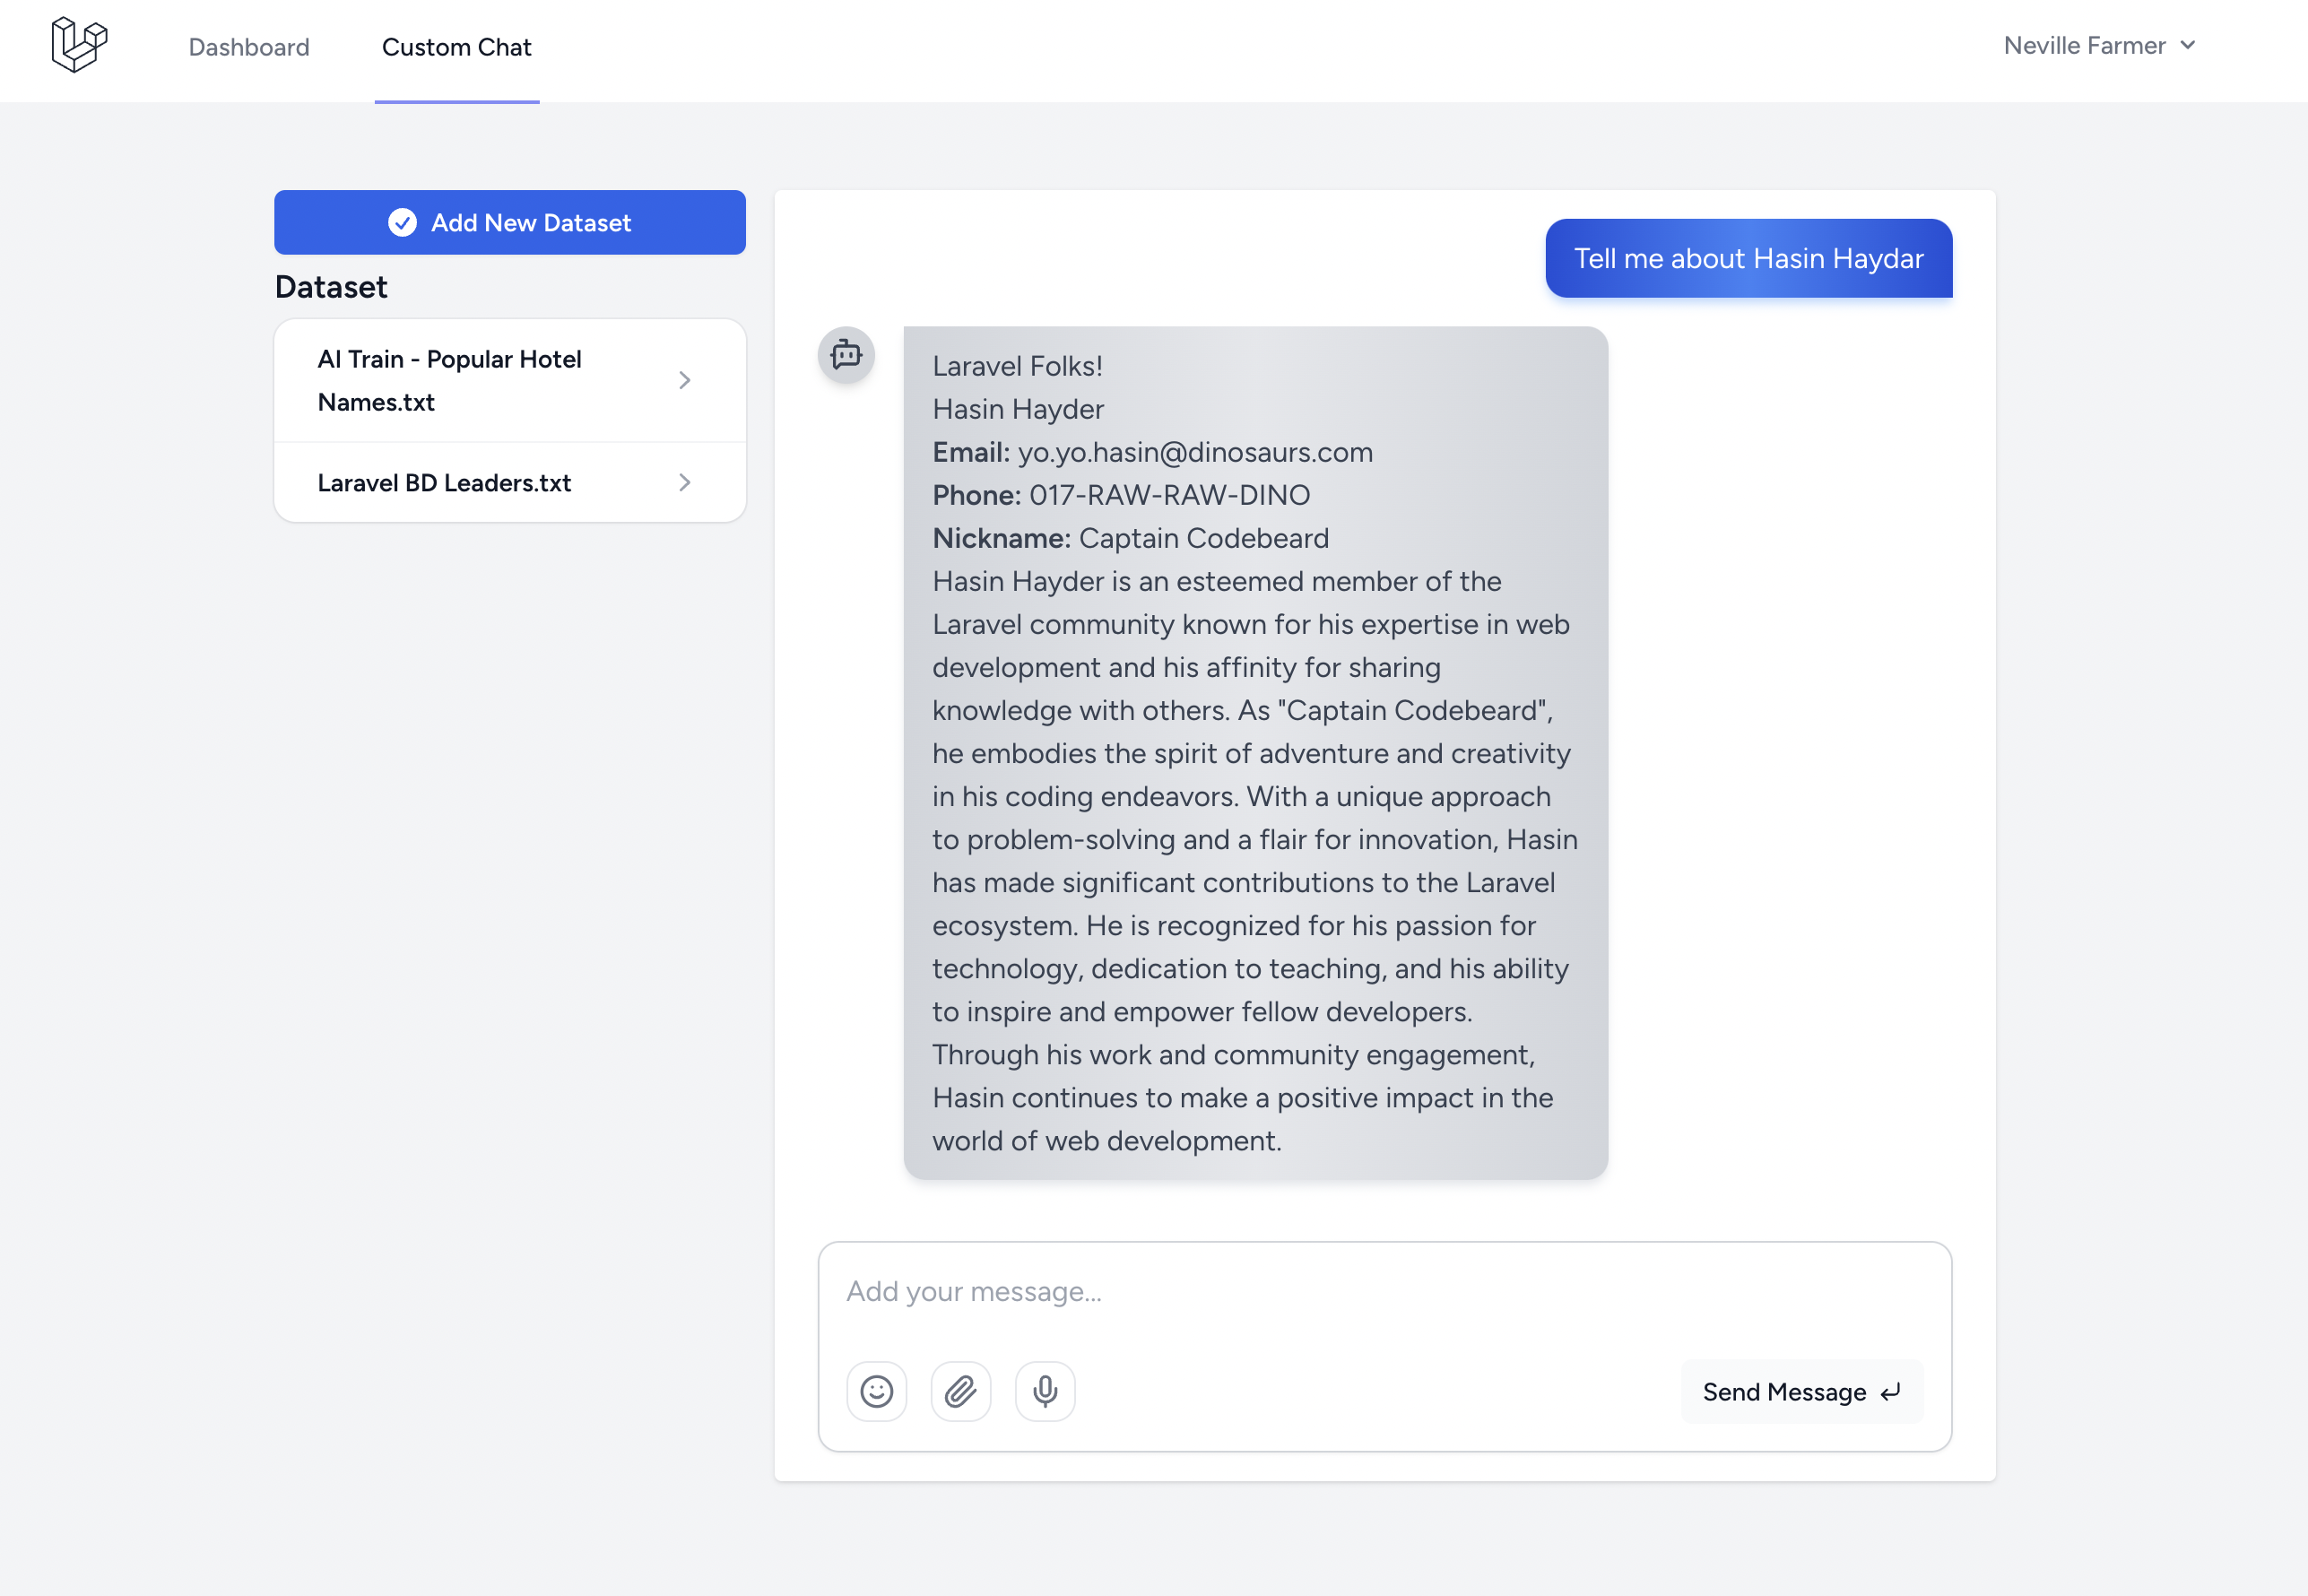 Dashboard
Custom Chat
Neville Farmer
Add New Dataset
Dataset
AI Train - Popular Hotel
Names.txt
Laravel BD Leaders.txt
Tell me about Hasin Haydar
Laravel Folks!
Hasin Hayder
Email: yo.yo.hasin@dinosaurs.com
Phone: 017-RAW-RAW-DINO
Nickname: Captain Codebeard
Hasin Hayder is an esteemed member of the
Laravel community known for his expertise in web
development and his affinity for sharing
knowledge with others. As "Captain Codebeard",
he embodies the spirit of adventure and creativity
in his coding endeavors. With a unique approach
to problem-solving and a flair for innovation, Hasin
has made significant contributions to the Laravel
ecosystem. He is recognized for his passion for
technology, dedication to teaching, and his ability
to inspire and empower fellow developers.
Through his work and community engagement,
Hasin continues to make a positive impact in the
world of web development.
Add your message...
Send Message